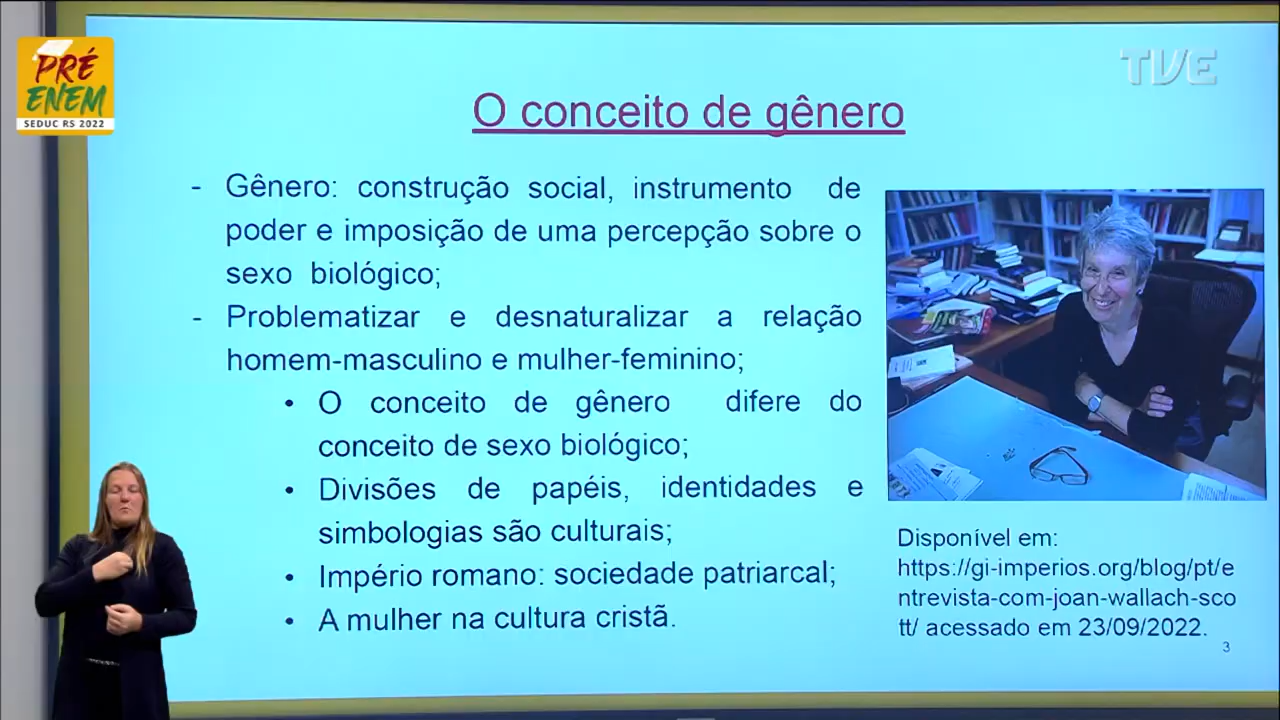 PRÉ
ENEM
SEDUC RS 2022
TVE
O conceito de gênero
- Gênero: construção social, instrumento de
poder e imposição de uma percepção sobre o
sexo biológico;
- Problematizar e desnaturalizar a relação
homem-masculino e mulher-feminino;
• O conceito de gênero difere do
conceito de sexo biológico;
• Divisões de papéis, identidades e
simbologias são culturais;
• Império romano: sociedade patriarcal;
• A mulher na cultura cristã.
Disponível em:
https://gi-imperios.org/blog/pt/e
ntrevista-com-joan-wallach-sco
tt/ acessado em 23/09/2022.
3